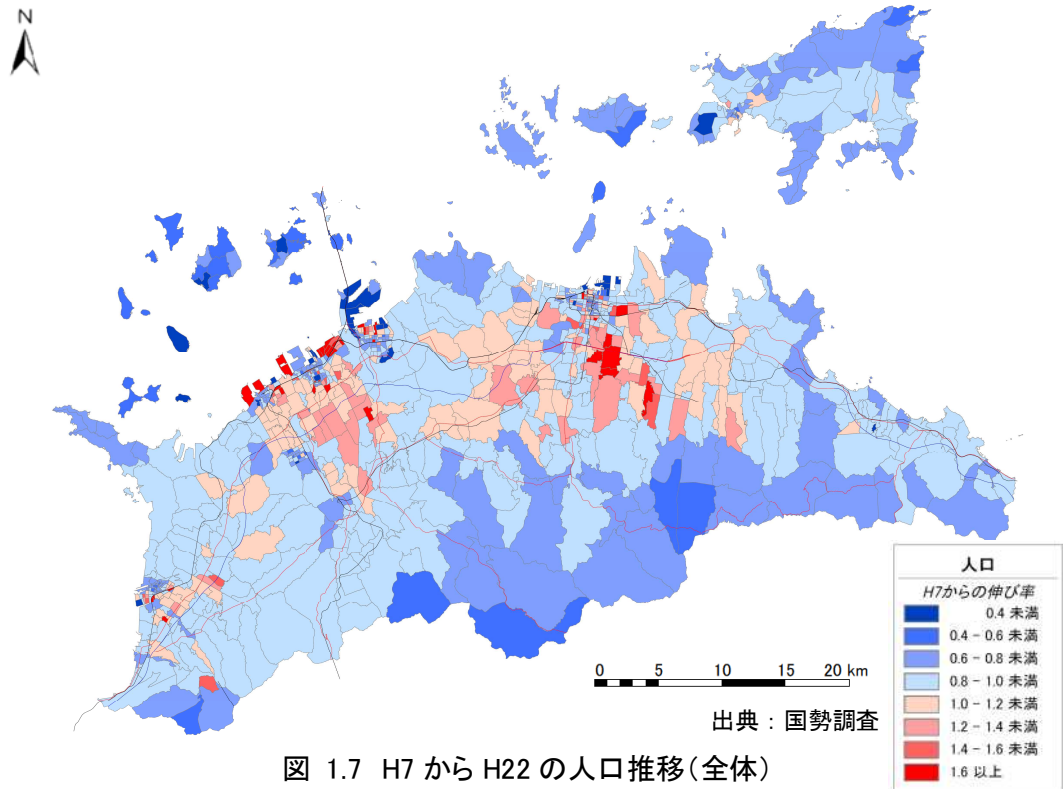 N
0 5 10 15 20 km
出典：国勢調査
人口
H7からの伸び率
0.4 未満
0.4 - 0.6 未満
0.6 - 0.8 未満
0.8 - 1.0 未満
1.0 - 1.2 未満
1.2 - 1.4 未満
1.4 - 1.6 未満
1.6 以上
図 1.7 H7 から H22 の人口推移(全体)